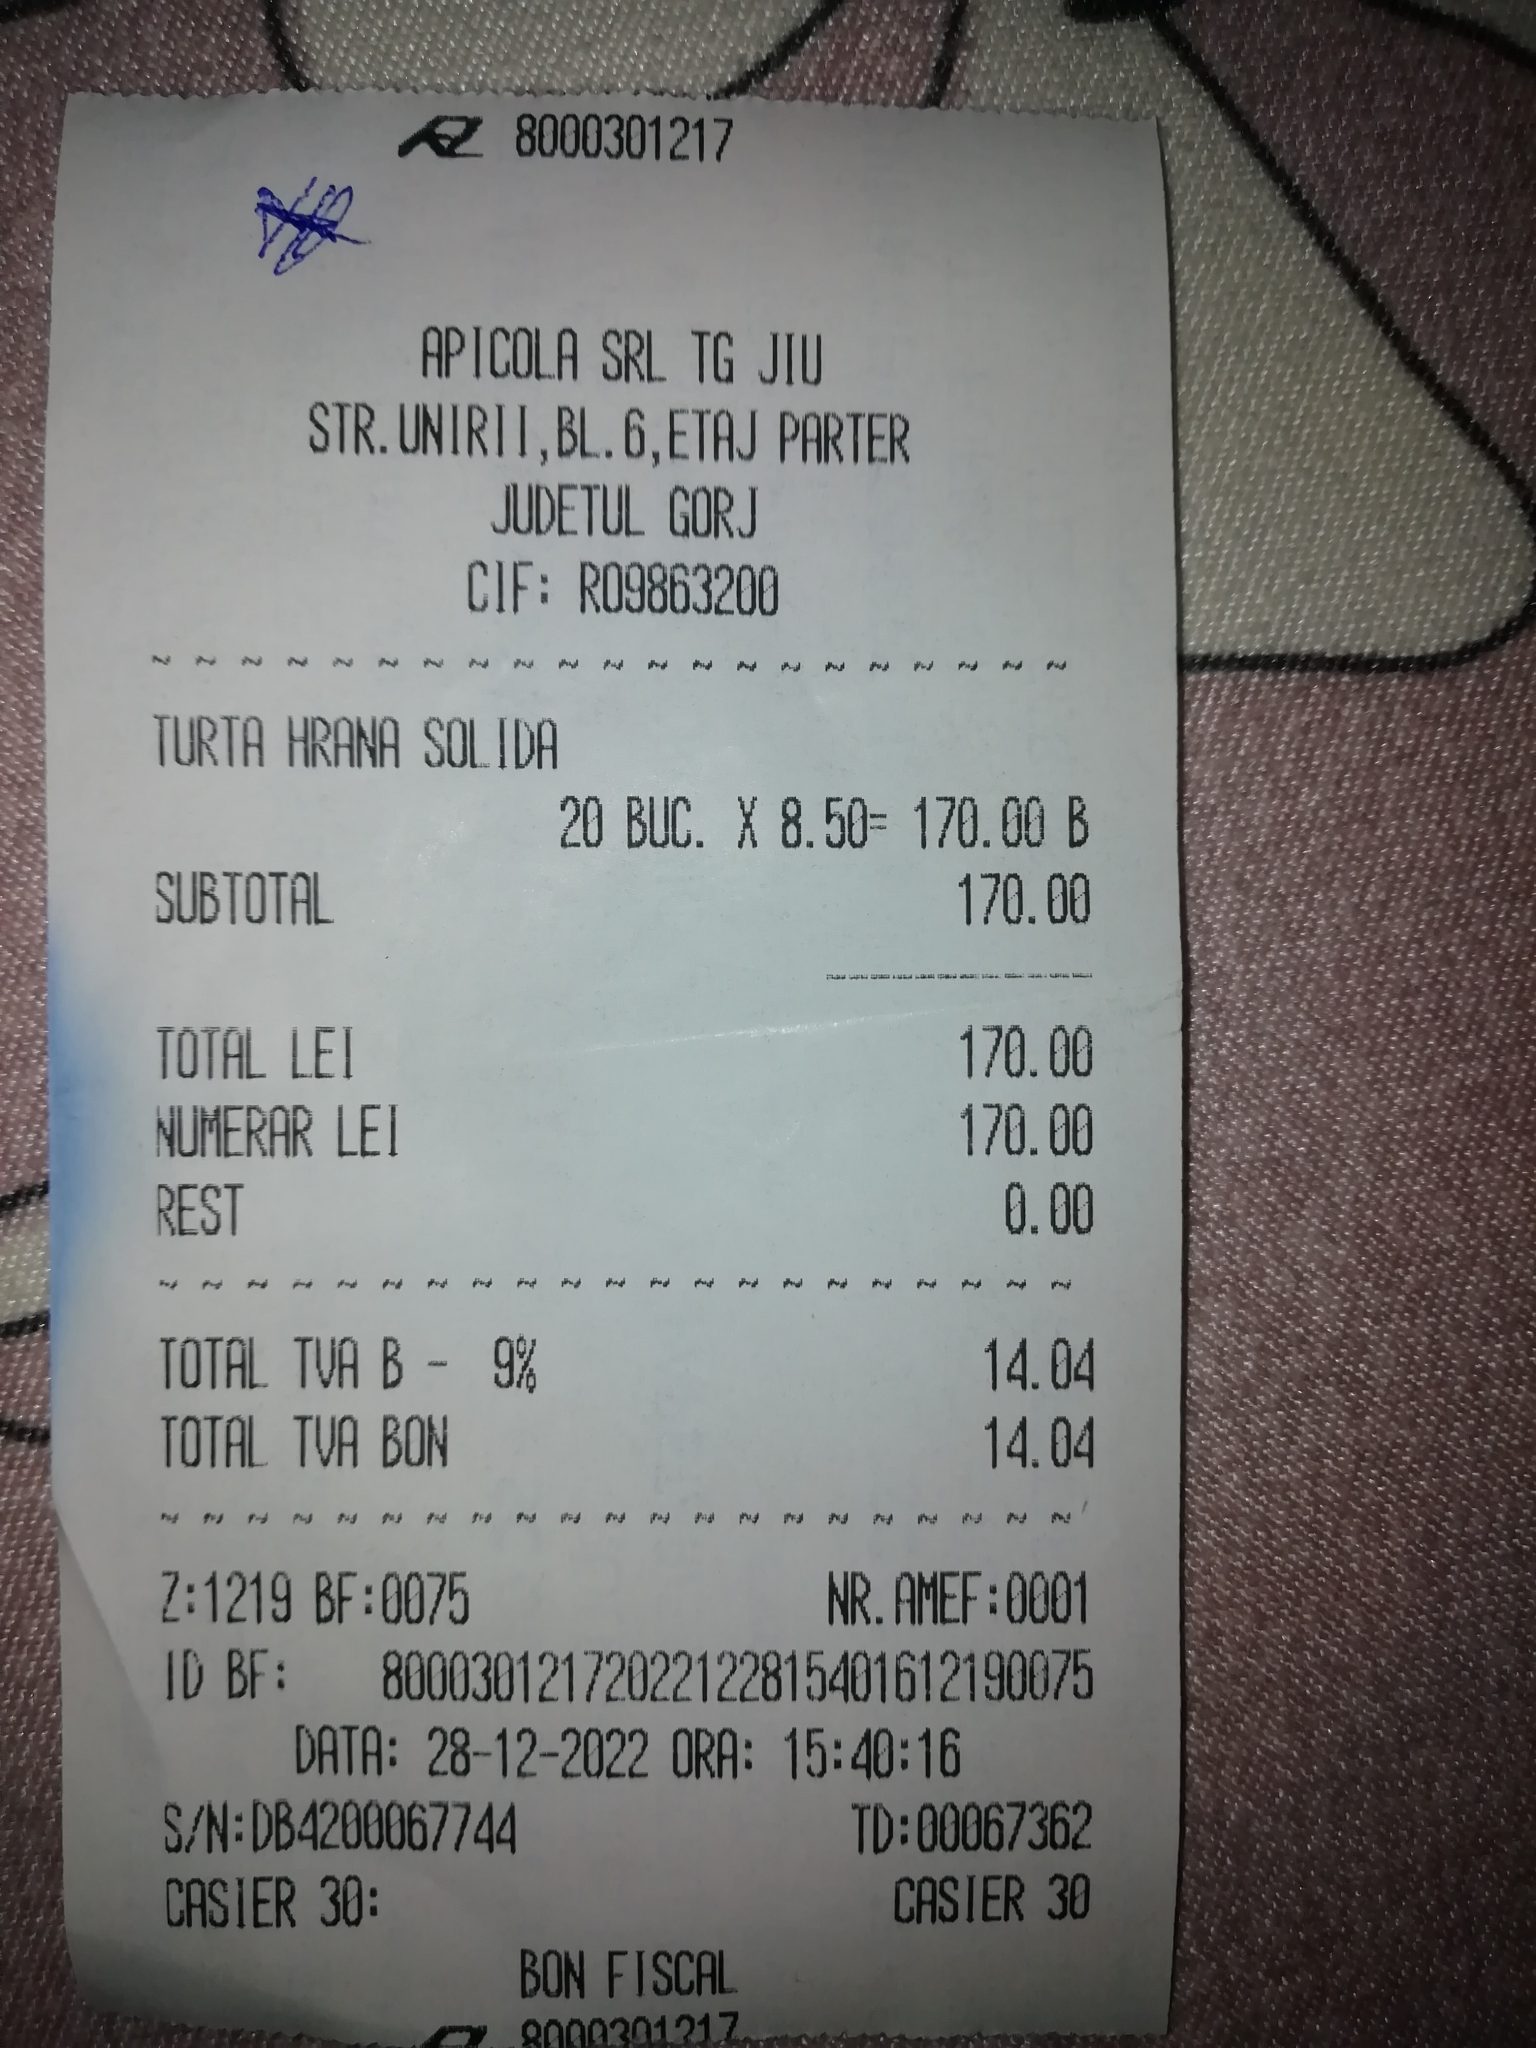 8000301217
APICOLA SRL TG JIU
STR.UNIRII,BL.6,ETAJ PARTER
JUDETUL GORJ
CIF: RO9863200
~ ~ ~ ~ ~ ~ ~ ~ ~ ~ ~ ~ ~ ~ ~ ~ ~ ~ ~ ~ ~
TURTA HRANA SOLIDA
20 BUC. X 8.50= 170.00 B
SUBTOTAL 170.00
TOTAL LEI 170.00
NUMERAR LEI 170.00
REST 0.00
~ ~ ~ ~ ~ ~ ~ ~ ~ ~ ~ ~ ~ ~ ~ ~ ~ ~ ~ ~ ~
TOTAL TVA B - 9% 14.04
TOTAL TVA BON 14.04
~ ~ ~ ~ ~ ~ ~ ~ ~ ~ ~ ~ ~ ~ ~ ~ ~ ~ ~ ~ ~
Z:1219 BF:0075 NR.AMEF:0001
ID BF: 80003012172022122815401612190075
DATA: 28-12-2022 ORA: 15:40:16
S/N:DB4200067744 TD:00067362
CASIER 30: CASIER 30
BON FISCAL
8000301217